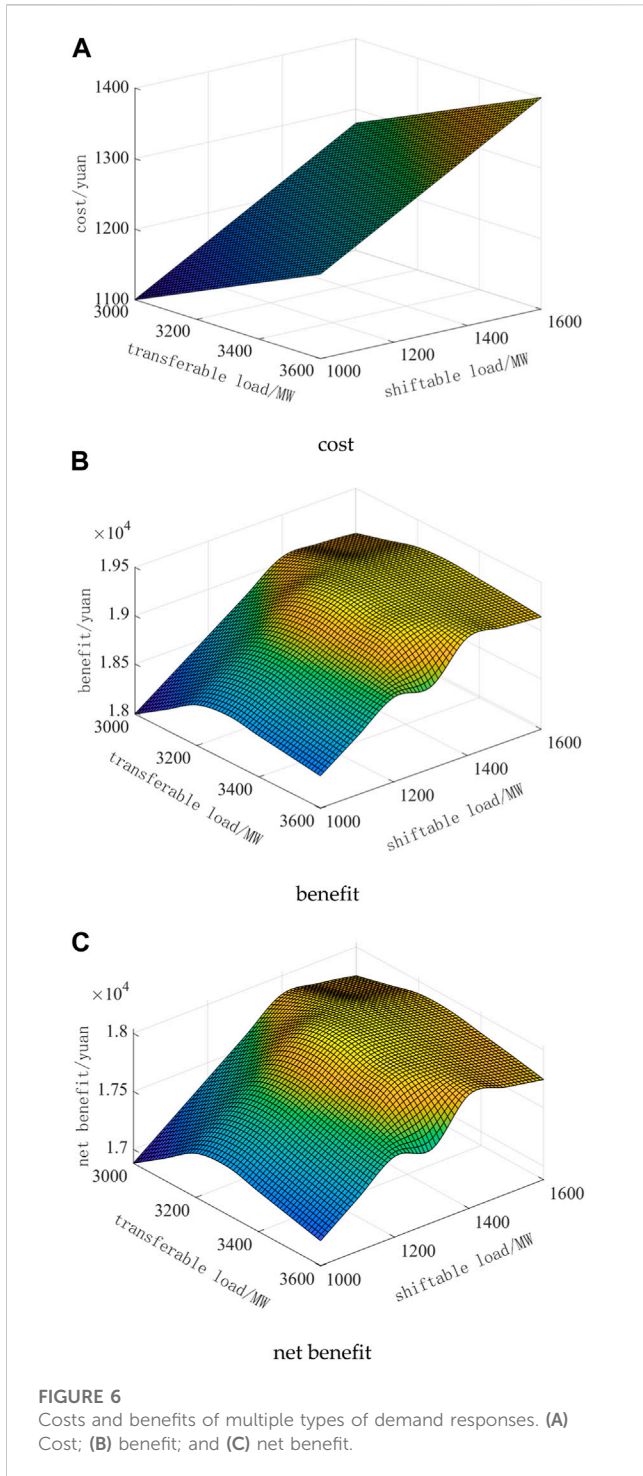 A
1400
1300
1200
1100
cost/yuan
3000
3200
3400
3600
transferable load/MW
1000
1200
1400
1600
shiftable load/MW
cost
B
×10⁴
1.95
1.9
1.85
1.8
benefit/yuan
3000
3200
3400
3600
transferable load/MW
1000
1200
1400
1600
shiftable load/MW
benefit
C
×10⁴
1.8
1.75
1.7
net benefit/yuan
3000
3200
3400
3600
transferable load/MW
1000
1200
1400
1600
shiftable load/MW
net benefit
FIGURE 6
Costs and benefits of multiple types of demand responses. (A)
Cost; (B) benefit; and (C) net benefit.